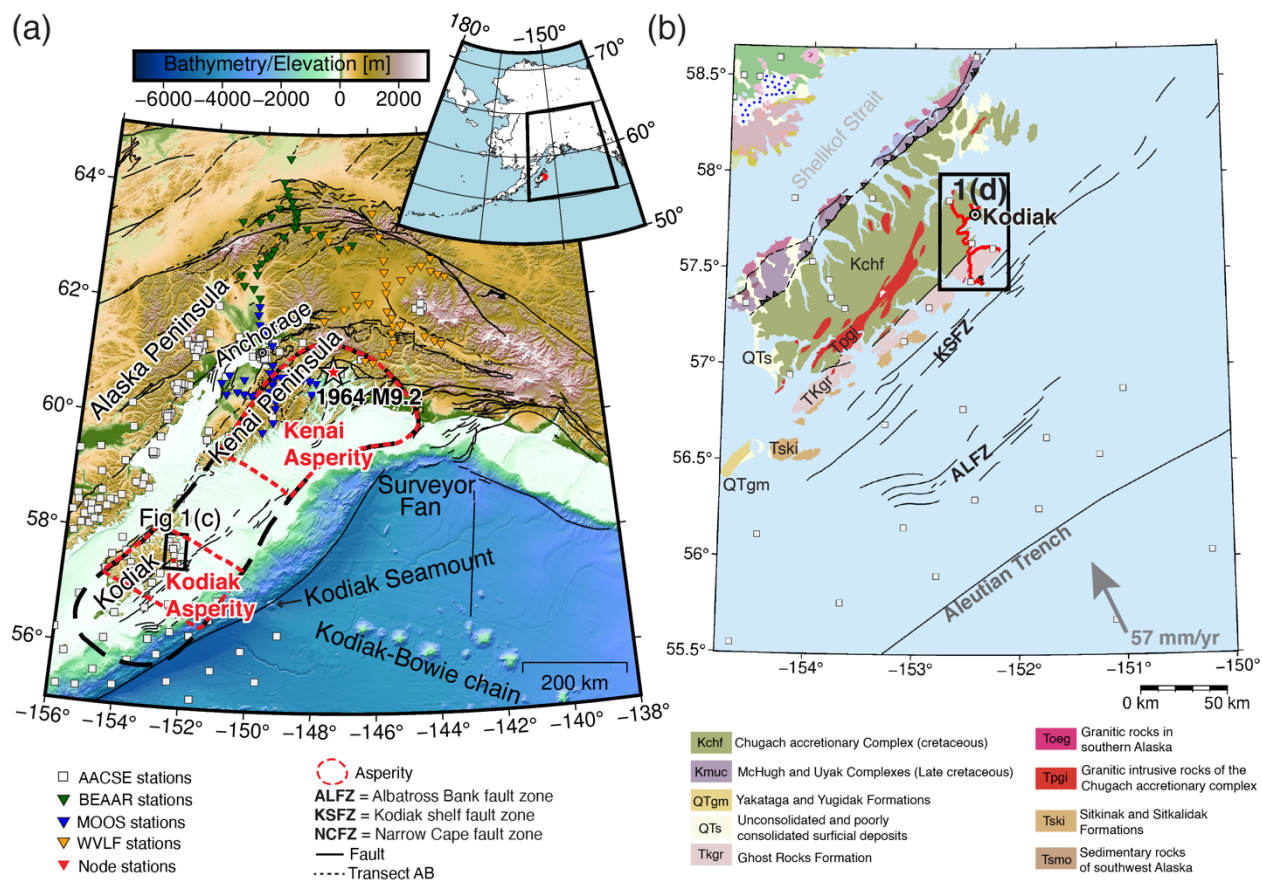 (a)
Bathymetry/Elevation [m]
−6000 −4000 −2000 0 2000
180°
−150°
70°
60°
50°
64°
62°
60°
58°
56°
−156° −154° −152° −150° −148° −146° −144° −142° −140° −138°
Alaska Peninsula
Anchorage
Kenai Peninsula
1964 M9.2
Kenai
Asperity
Surveyor
Fan
Fig 1(c)
Kodiak
Kodiak
Asperity
Kodiak Seamount
Kodiak-Bowie chain
200 km
AACSE stations
BEAAR stations
MOOS stations
WVLF stations
Node stations
Asperity
ALFZ = Albatross Bank fault zone
KSFZ = Kodiak shelf fault zone
NCFZ = Narrow Cape fault zone
Fault
Transect AB
(b)
58.5°
58°
57.5°
57°
56.5°
56°
55.5°
−154° −153° −152° −151° −150°
Shelikof Strait
1(d)
Kodiak
Kchf
KSFZ
Tpgi
QTs
TKgr
Tski
QTgm
ALFZ
Aleutian Trench
57 mm/yr
0 km 50 km
Kchf Chugach accretionary Complex (cretaceous)
Kmuc McHugh and Uyak Complexes (Late cretaceous)
QTgm Yakataga and Yugidak Formations
QTs Unconsolidated and poorly
consolidated surficial deposits
Tkgr Ghost Rocks Formation
Toeg Granitic rocks in
southern Alaska
Tpgi Granitic intrusive rocks of the
Chugach accretionary complex
Tski Sitkinak and Sitkalidak
Formations
Tsmo Sedimentary rocks
of southwest Alaska